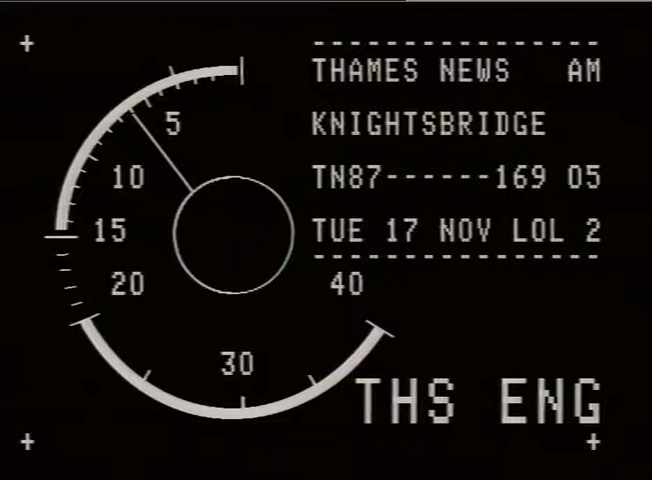 THAMES NEWS AM
KNIGHTSBRIDGE
TN87------169 05
TUE 17 NOV LOL 2
5
10
15
20
30
40
THS ENG